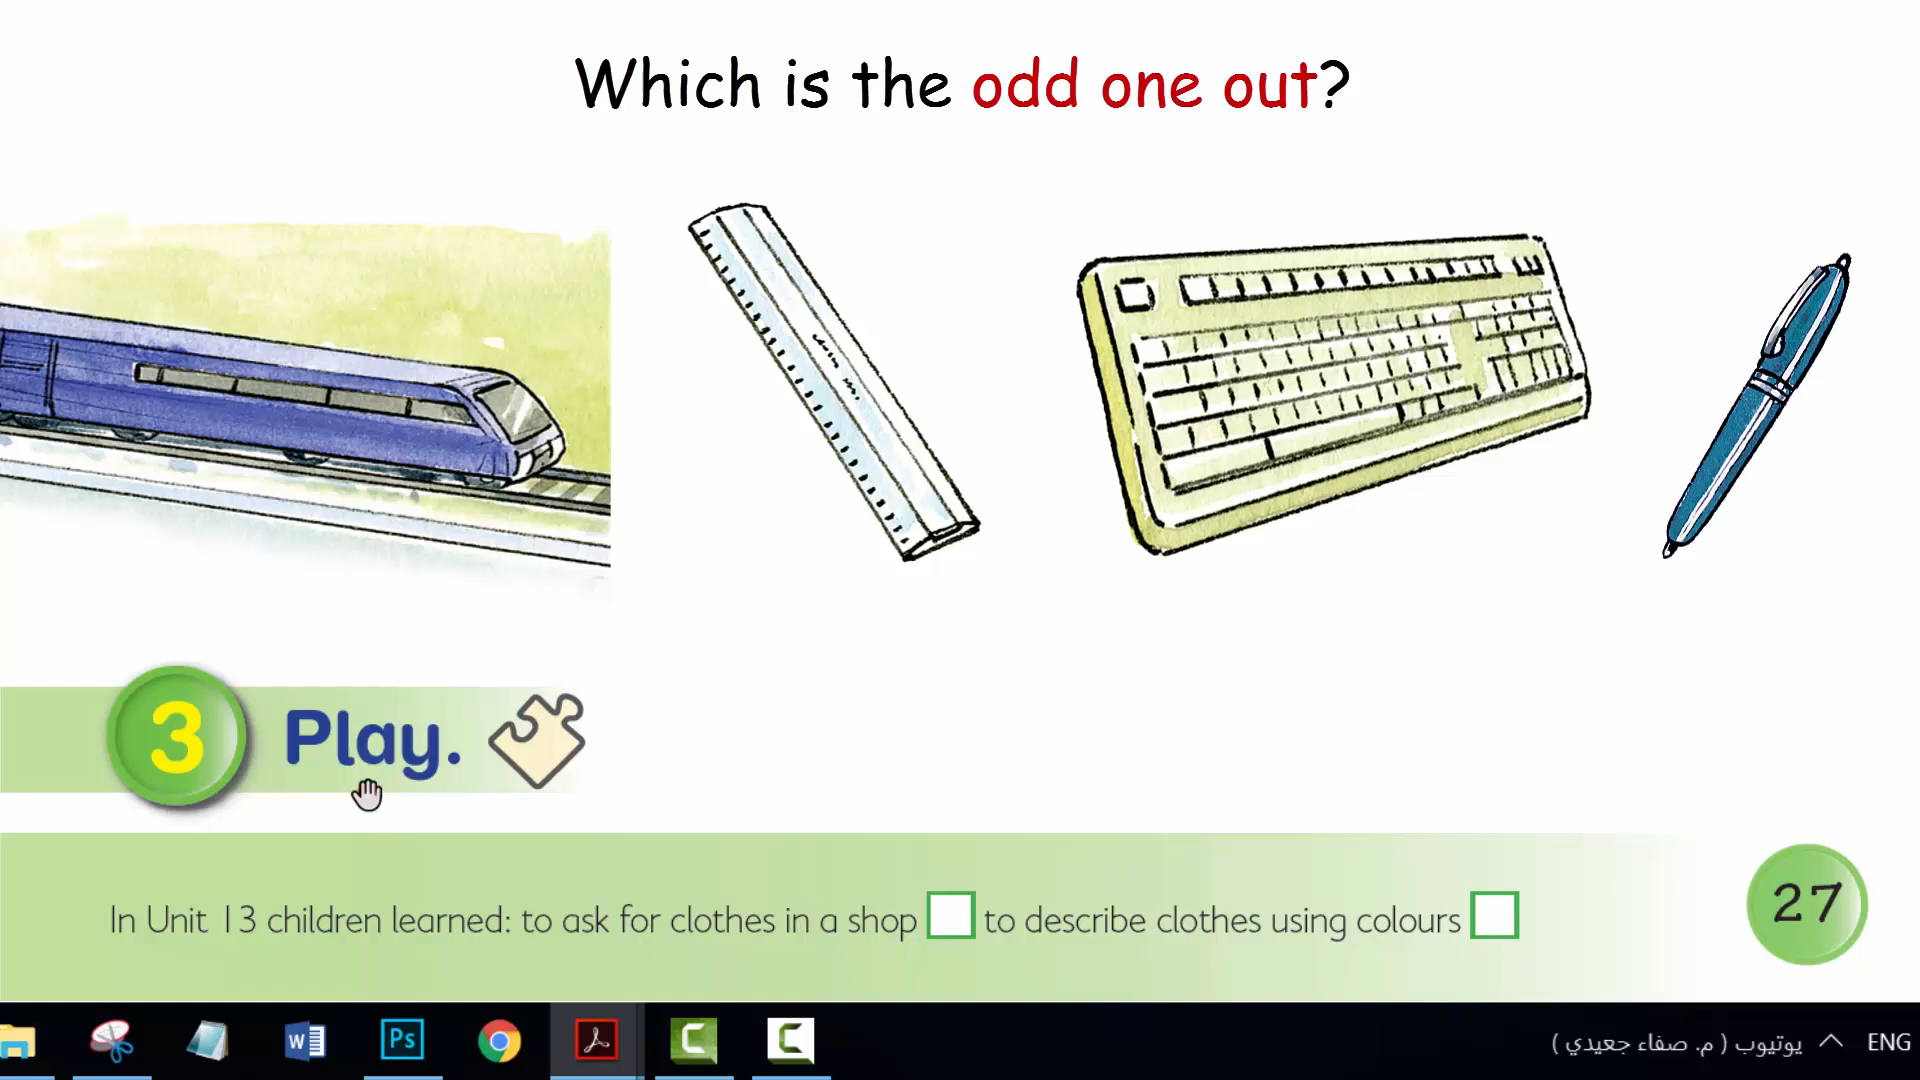 Which is the odd one out?
3 Play.
In Unit 13 children learned: to ask for clothes in a shop to describe clothes using colours
27
Ps
يوتيوب ( م. صفاء جعيدي )
ENG